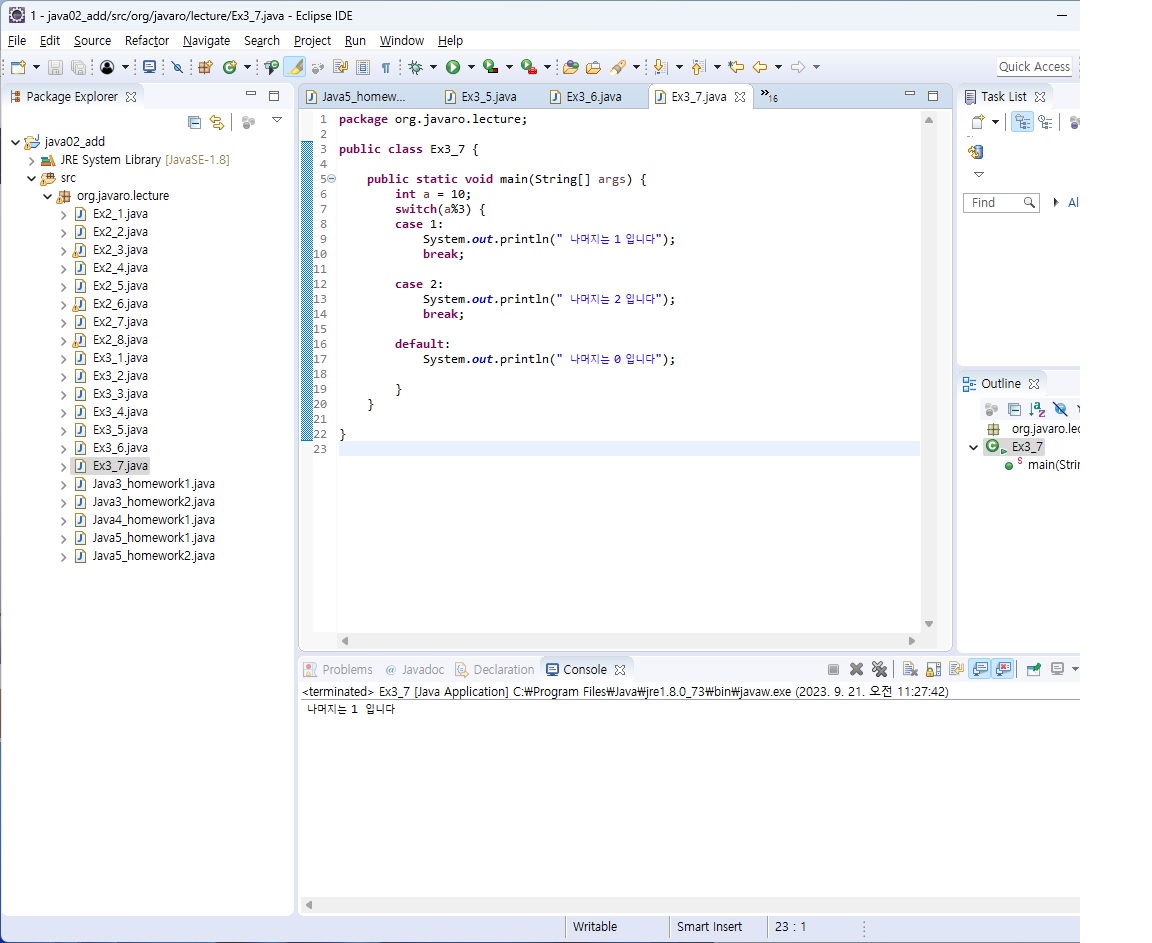 1 - java02_add/src/org/javaro/lecture/Ex3_7.java - Eclipse IDE
File Edit Source Refactor Navigate Search Project Run Window Help
Quick Access
Package Explorer
java02_add
JRE System Library [JavaSE-1.8]
src
org.javaro.lecture
Ex2_1.java
Ex2_2.java
Ex2_3.java
Ex2_4.java
Ex2_5.java
Ex2_6.java
Ex2_7.java
Ex2_8.java
Ex3_1.java
Ex3_2.java
Ex3_3.java
Ex3_4.java
Ex3_5.java
Ex3_6.java
Ex3_7.java
Java3_homework1.java
Java3_homework2.java
Java4_homework1.java
Java5_homework1.java
Java5_homework2.java
Java5_homew... Ex3_5.java Ex3_6.java Ex3_7.java »16
1 package org.javaro.lecture;
2
3 public class Ex3_7 {
4
5 public static void main(String[] args) {
6 int a = 10;
7 switch(a%3) {
8 case 1:
9 System.out.println(" 나머지는 1 입니다");
10 break;
11
12 case 2:
13 System.out.println(" 나머지는 2 입니다");
14 break;
15
16 default:
17 System.out.println(" 나머지는 0 입니다");
18
19 }
20 }
21
22 }
23
Task List
Find Al
Outline
org.javaro.lec
Ex3_7
S main(Strin
Problems @ Javadoc Declaration Console
<terminated> Ex3_7 [Java Application] C:₩Program Files₩Java₩jre1.8.0_73₩bin₩javaw.exe (2023. 9. 21. 오전 11:27:42)
나머지는 1 입니다
Writable Smart Insert 23 : 1